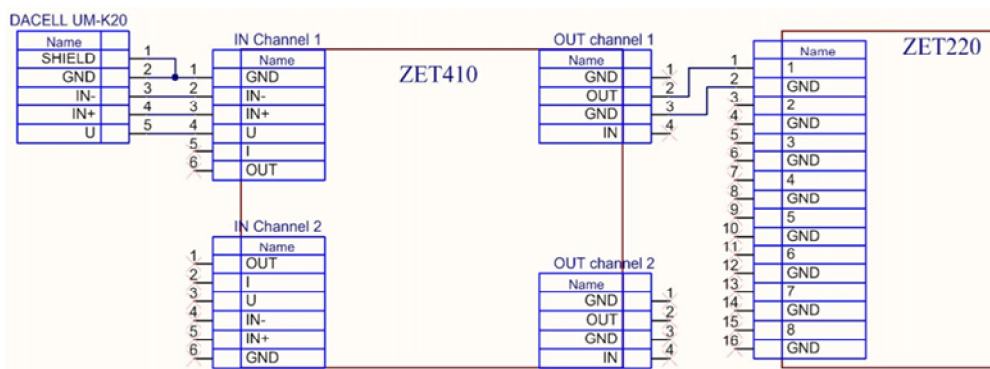 DACELL UM-K20
Name
SHIELD 1
GND 2
IN- 3
IN+ 4
U 5
IN Channel 1
Name
1 GND
2 IN-
3 IN+
4 U
5 I
6 OUT
ZET410
IN Channel 2
Name
1 OUT
2 I
3 U
4 IN-
5 IN+
6 GND
OUT channel 1
Name
GND 1
OUT 2
GND 3
IN 4
OUT channel 2
Name
GND 1
OUT 2
GND 3
IN 4
ZET220
Name
1 1
2 GND
3 2
4 GND
5 3
6 GND
7 4
8 GND
9 5
10 GND
11 6
12 GND
13 7
14 GND
15 8
16 GND